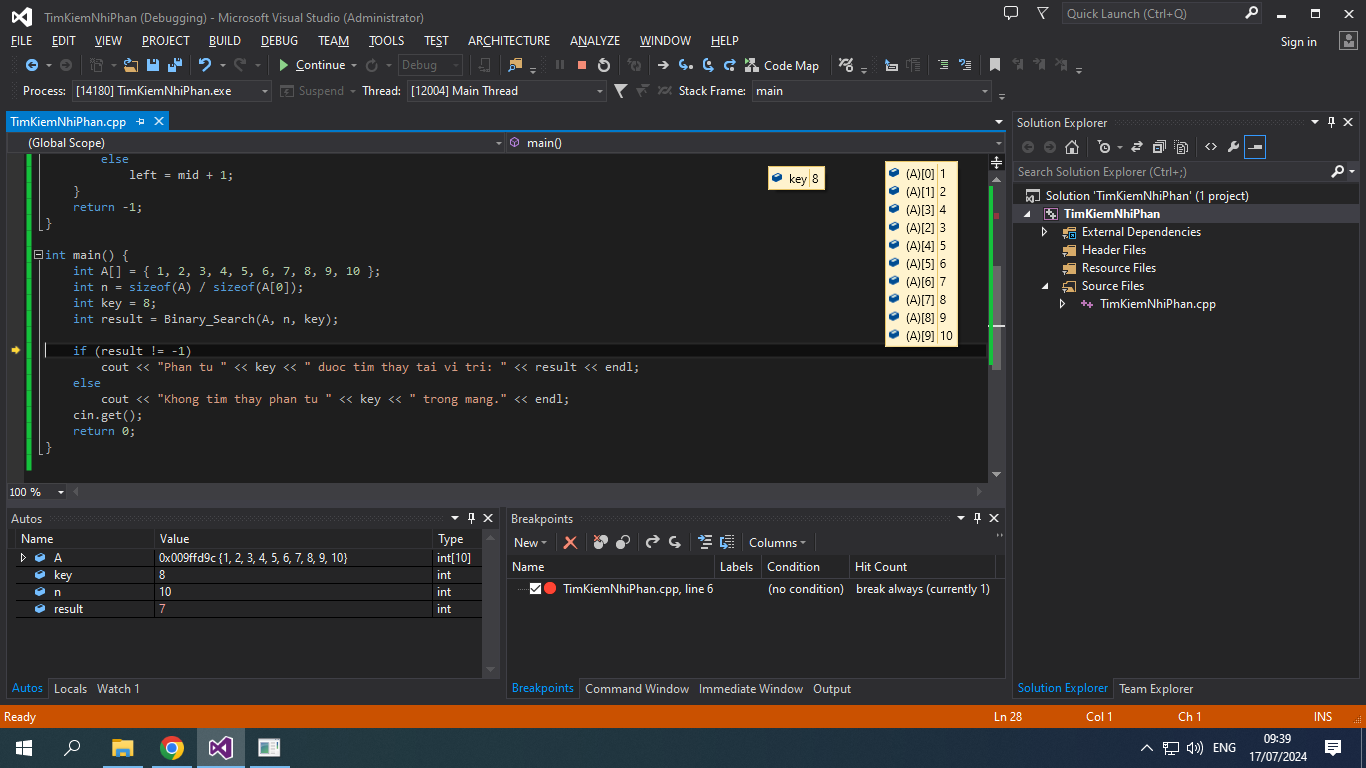 TimKiemNhiPhan (Debugging) - Microsoft Visual Studio (Administrator)
Quick Launch (Ctrl+Q)
FILE EDIT VIEW PROJECT BUILD DEBUG TEAM TOOLS TEST ARCHITECTURE ANALYZE WINDOW HELP
Sign in
Continue Debug Code Map
Process: [14180] TimKiemNhiPhan.exe Suspend Thread: [12004] Main Thread Stack Frame: main
TimKiemNhiPhan.cpp
(Global Scope) main()
else
left = mid + 1;
}
return -1;
}
int main() {
int A[] = { 1, 2, 3, 4, 5, 6, 7, 8, 9, 10 };
int n = sizeof(A) / sizeof(A[0]);
int key = 8;
int result = Binary_Search(A, n, key);
if (result != -1)
cout << "Phan tu " << key << " duoc tim thay tai vi tri: " << result << endl;
else
cout << "Khong tim thay phan tu " << key << " trong mang." << endl;
cin.get();
return 0;
}
key 8
(A)[0] 1
(A)[1] 2
(A)[3] 4
(A)[2] 3
(A)[4] 5
(A)[5] 6
(A)[6] 7
(A)[7] 8
(A)[8] 9
(A)[9] 10
100 %
Solution Explorer
Search Solution Explorer (Ctrl+;)
Solution 'TimKiemNhiPhan' (1 project)
TimKiemNhiPhan
External Dependencies
Header Files
Resource Files
Source Files
TimKiemNhiPhan.cpp
Solution Explorer Team Explorer
Autos
Name Value Type
A 0x009ffd9c {1, 2, 3, 4, 5, 6, 7, 8, 9, 10} int[10]
key 8 int
n 10 int
result 7 int
Autos Locals Watch 1
Breakpoints
New Columns
Name Labels Condition Hit Count
TimKiemNhiPhan.cpp, line 6 (no condition) break always (currently 1)
Breakpoints Command Window Immediate Window Output
Ready Ln 28 Col 1 Ch 1 INS
ENG
09:39
17/07/2024